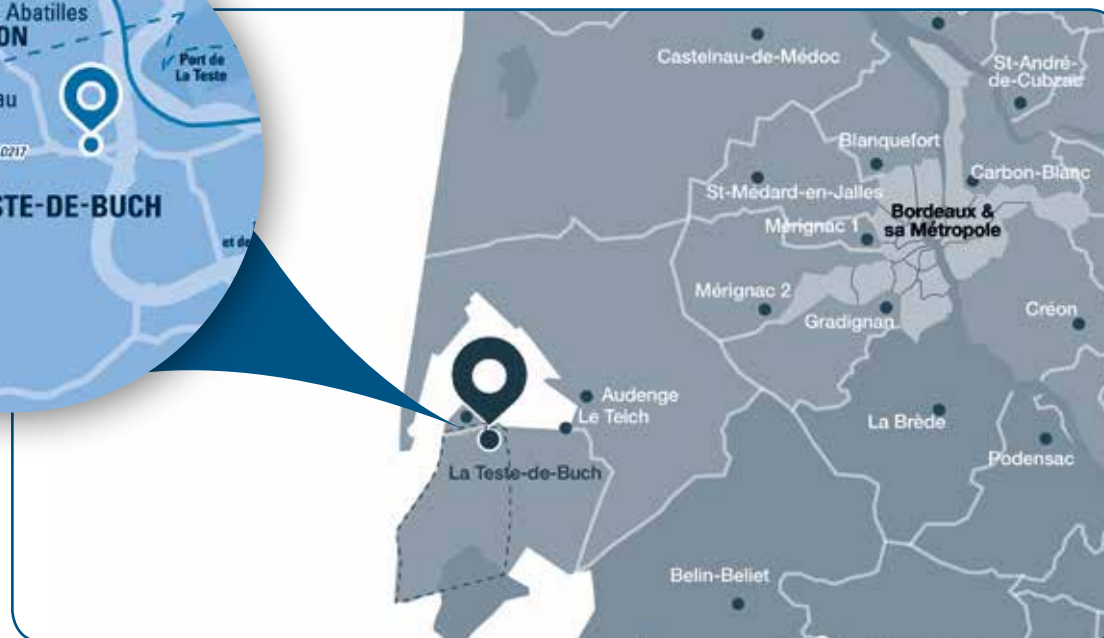 Abatilles
ON
Port de
La Teste
au
D217
STE-DE-BUCH
et de
Castelnau-de-Médoc
St-André-
de-Cubzac
Blanquefort
Carbon-Blanc
St-Médard-en-Jalles
Bordeaux &
sa Métropole
Mérignac 1
Mérignac 2
Gradignan
Créon
Audenge
Le Teich
La Brède
Podensac
La Teste-de-Buch
Belin-Beliet